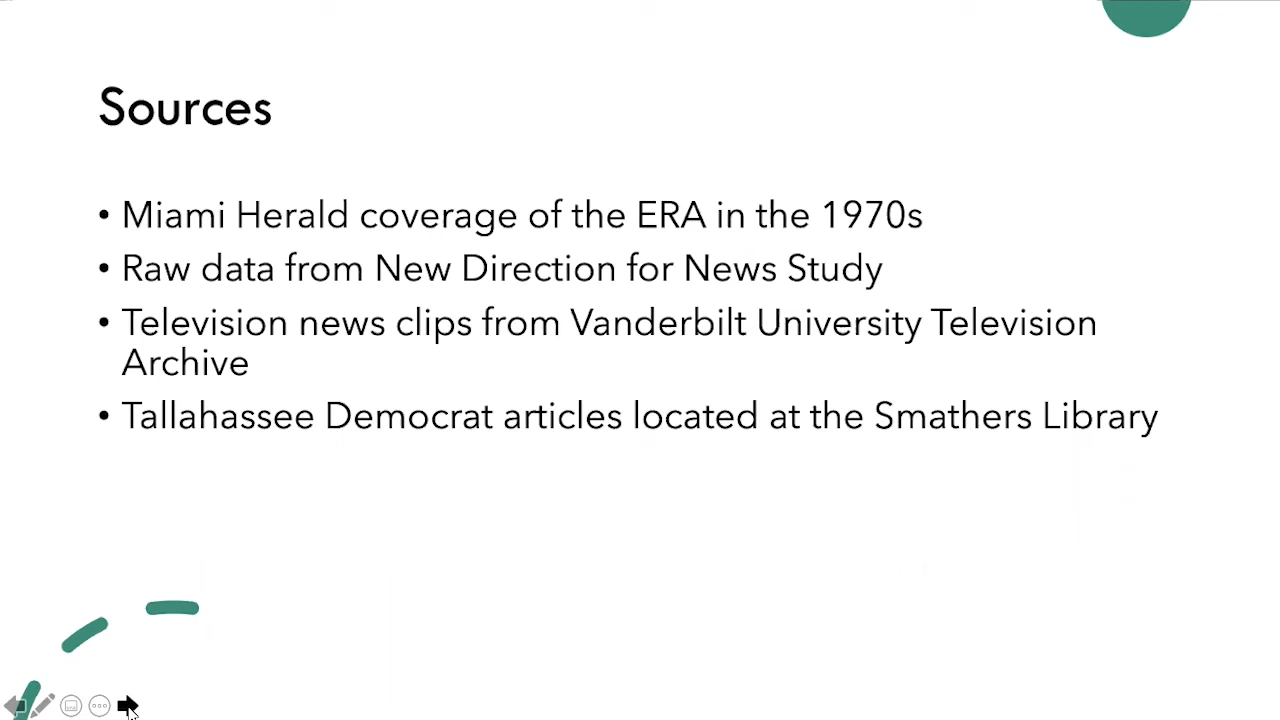 Sources
• Miami Herald coverage of the ERA in the 1970s
• Raw data from New Direction for News Study
• Television news clips from Vanderbilt University Television
Archive
• Tallahassee Democrat articles located at the Smathers Library